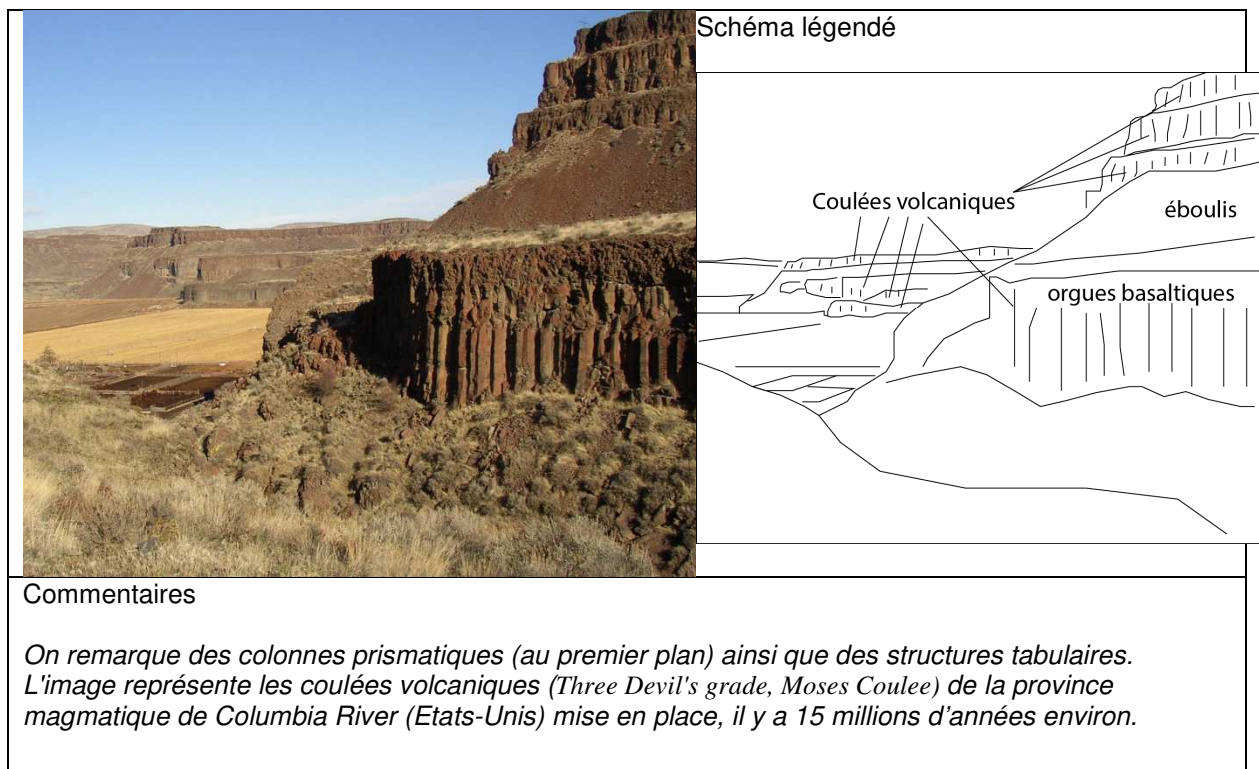 Schéma légendé
Coulées volcaniques
éboulis
orgues basaltiques
Commentaires
On remarque des colonnes prismatiques (au premier plan) ainsi que des structures tabulaires.
L'image représente les coulées volcaniques (Three Devil's grade, Moses Coulee) de la province
magmatique de Columbia River (Etats-Unis) mise en place, il y a 15 millions d'années environ.